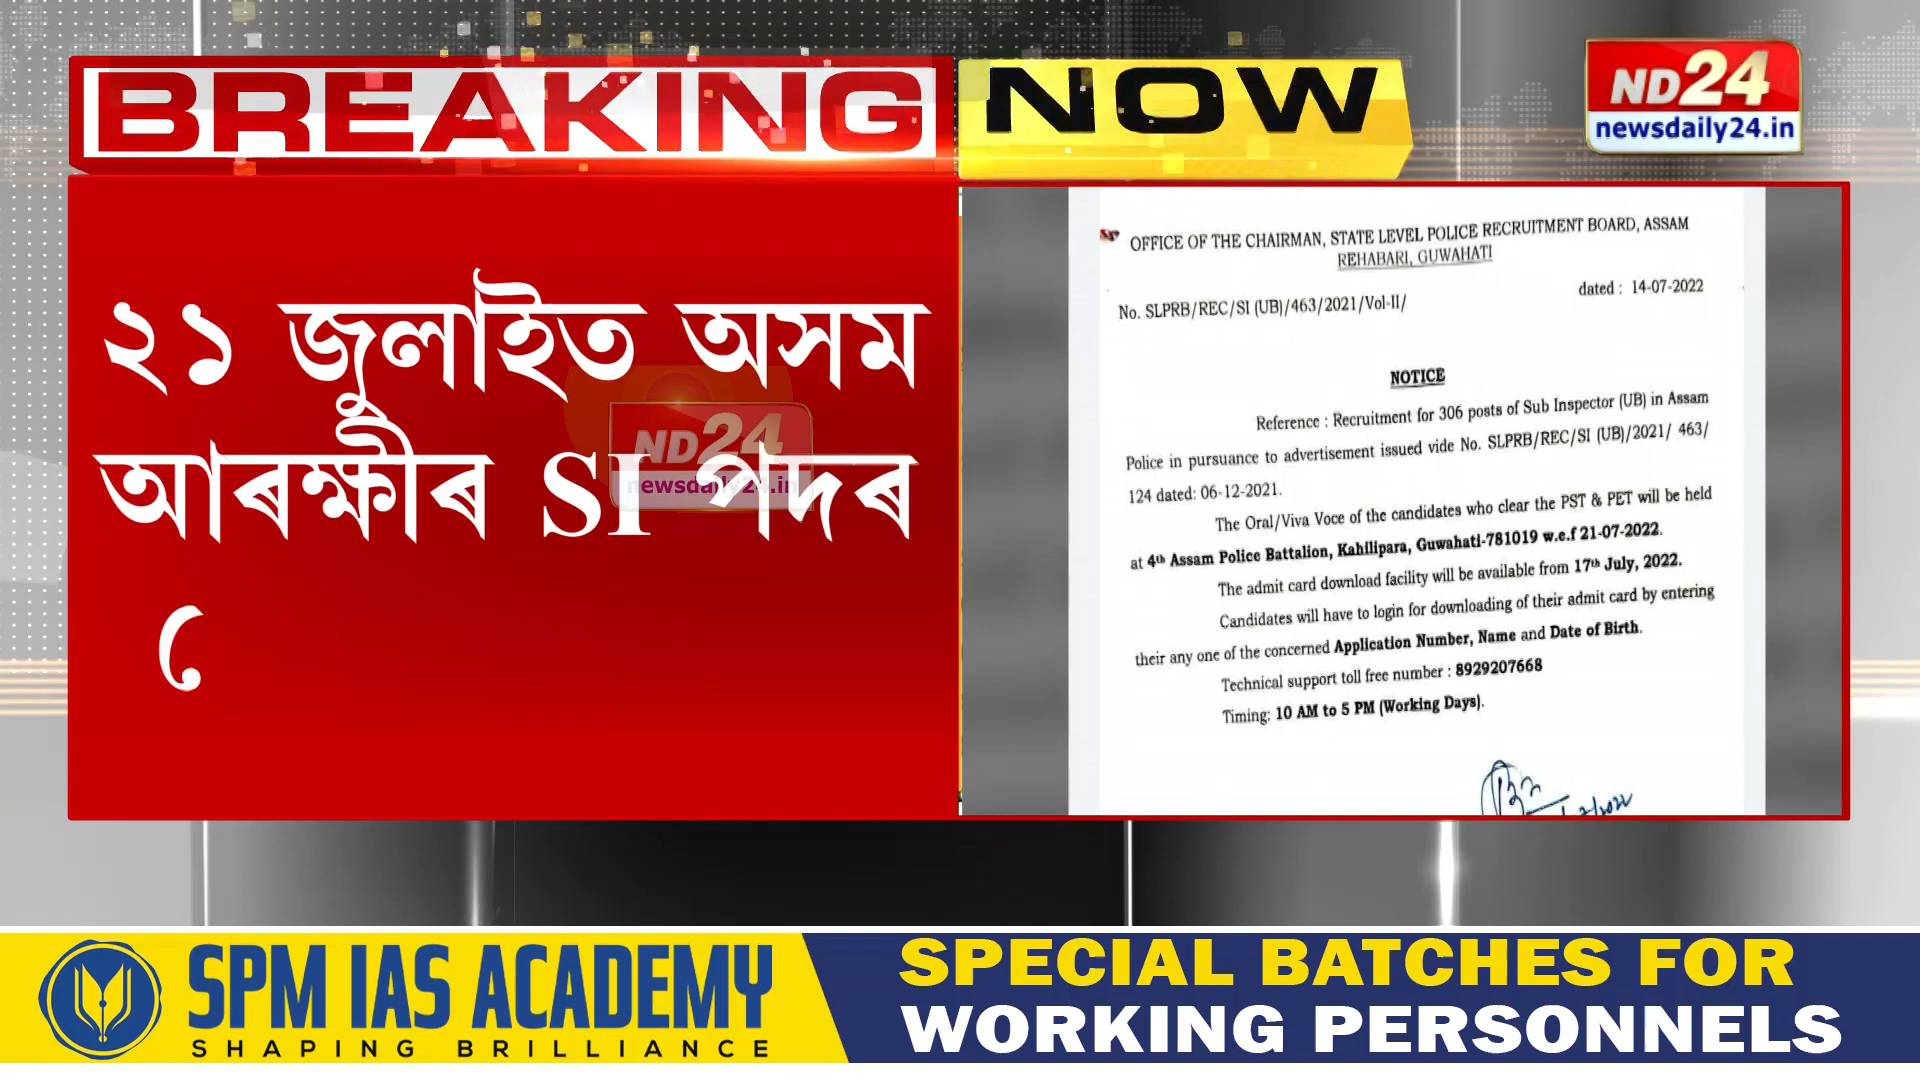 BREAKING NOW
ND24
newsdaily24.in
২১ জুলাইত অসম
আৰক্ষীৰ SI পদৰ
ে
ND24
newsdaily24.in
OFFICE OF THE CHAIRMAN, STATE LEVEL POLICE RECRUITMENT BOARD, ASSAM
REHABARI, GUWAHATI
No. SLPRB/REC/SI (UB)/463/2021/Vol-II/
dated : 14-07-2022
NOTICE
Reference : Recruitment for 306 posts of Sub Inspector (UB) in Assam
Police in pursuance to advertisement issued vide No. SLPRB/REC/SI (UB)/2021/ 463/
124 dated: 06-12-2021.
The Oral/Viva Voce of the candidates who clear the PST & PET will be held
at 4th Assam Police Battalion, Kahilipara, Guwahati-781019 w.e.f 21-07-2022.
The admit card download facility will be available from 17th July, 2022.
Candidates will have to login for downloading of their admit card by entering
their any one of the concerned Application Number, Name and Date of Birth.
Technical support toll free number : 8929207668
Timing: 10 AM to 5 PM (Working Days).
SPM IAS ACADEMY
SHAPING BRILLIANCE
SPECIAL BATCHES FOR
WORKING PERSONNELS